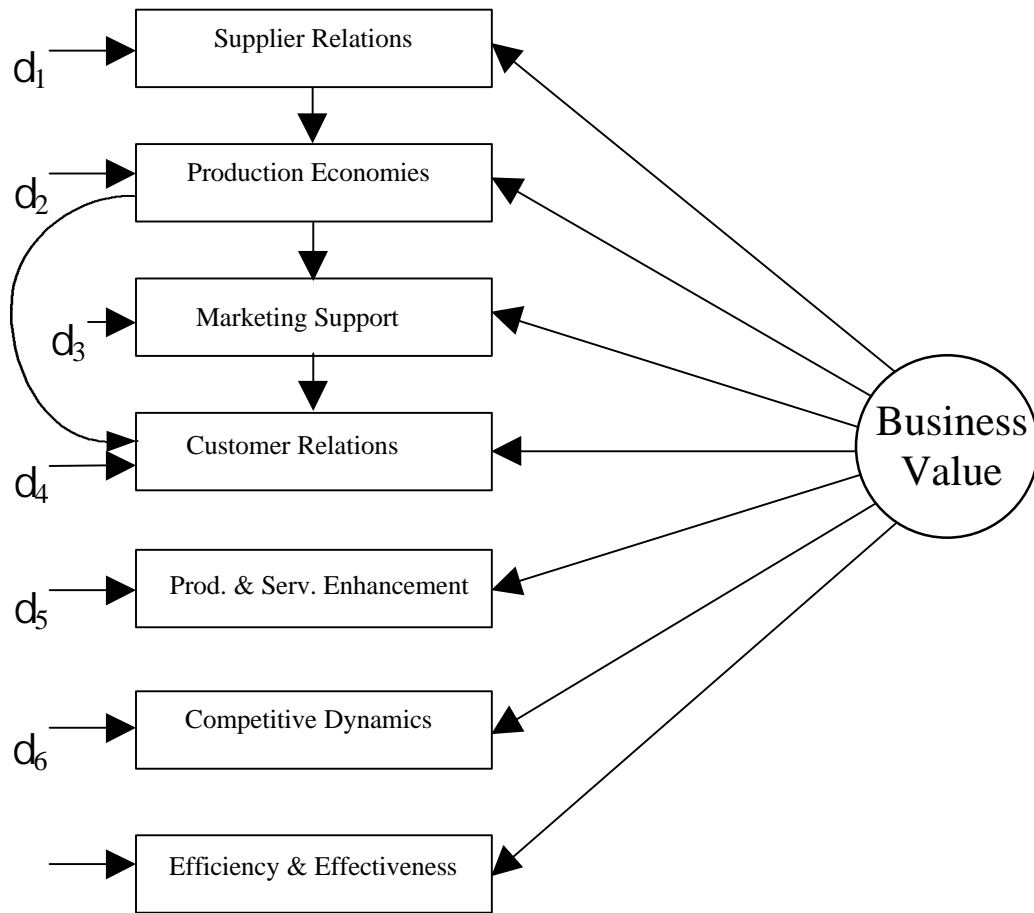 Supplier Relations
d1
Production Economies
d2
Marketing Support
d3
Business
Value
Customer Relations
d4
Prod. & Serv. Enhancement
d5
Competitive Dynamics
d6
Efficiency & Effectiveness